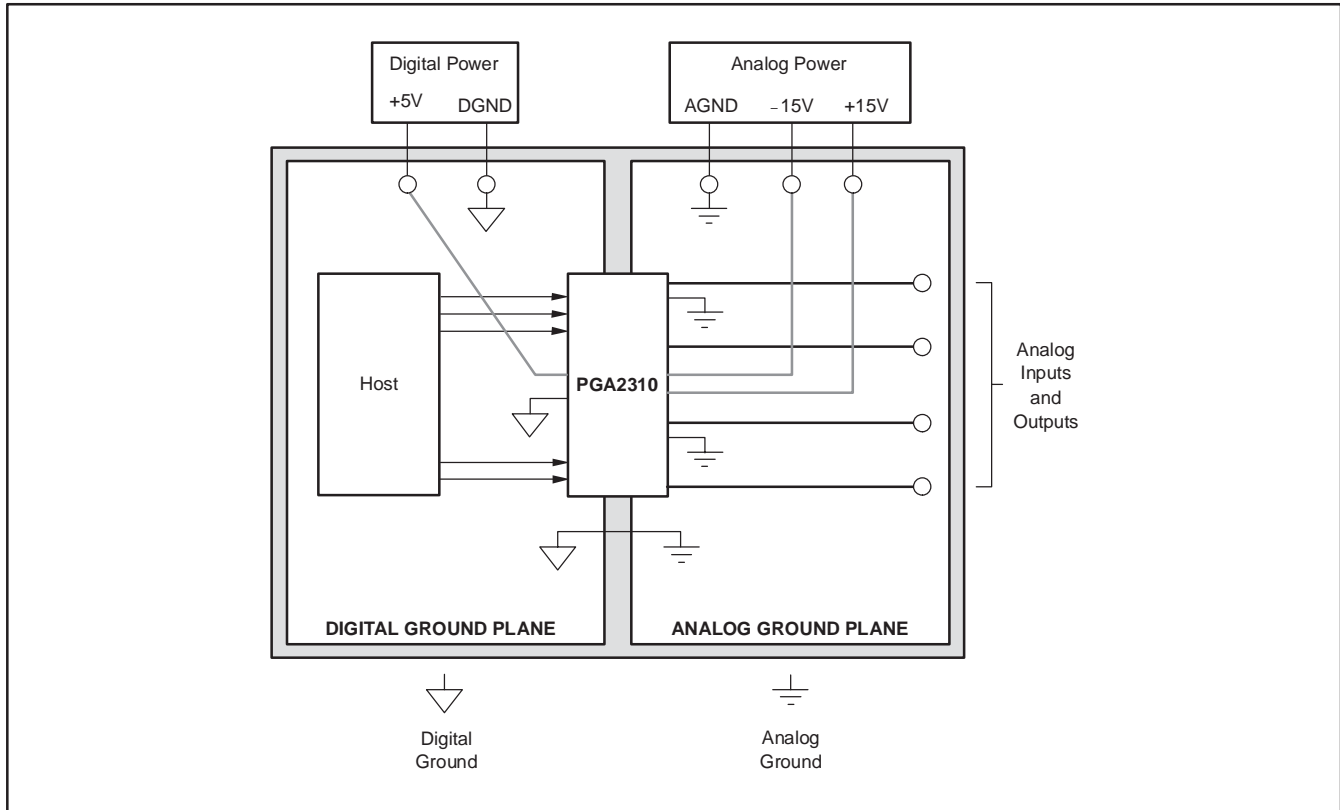 Digital Power
+5V
DGND
Analog Power
AGND
–15V
+15V
Host
PGA2310
Analog
Inputs
and
Outputs
DIGITAL GROUND PLANE
ANALOG GROUND PLANE
Digital
Ground
Analog
Ground